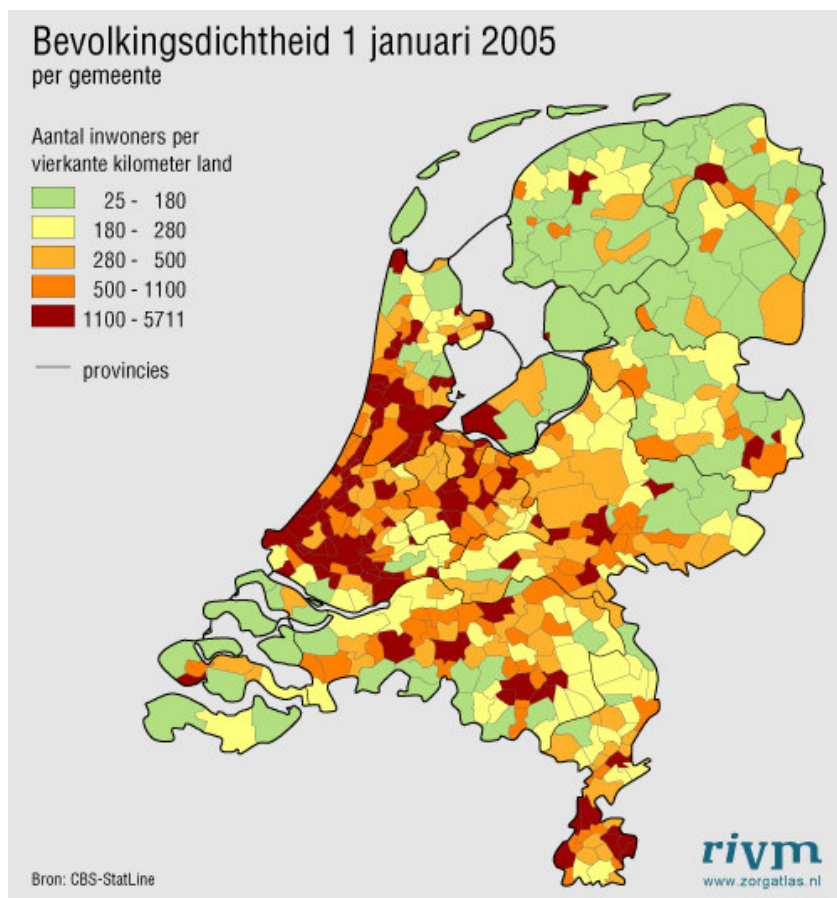 Bevolkingsdichtheid 1 januari 2005
per gemeente
Aantal inwoners per
vierkante kilometer land
25 - 180
180 - 280
280 - 500
500 - 1100
1100 - 5711
provincies
Bron: CBS-StatLine
rivm
www.zorgatlas.nl